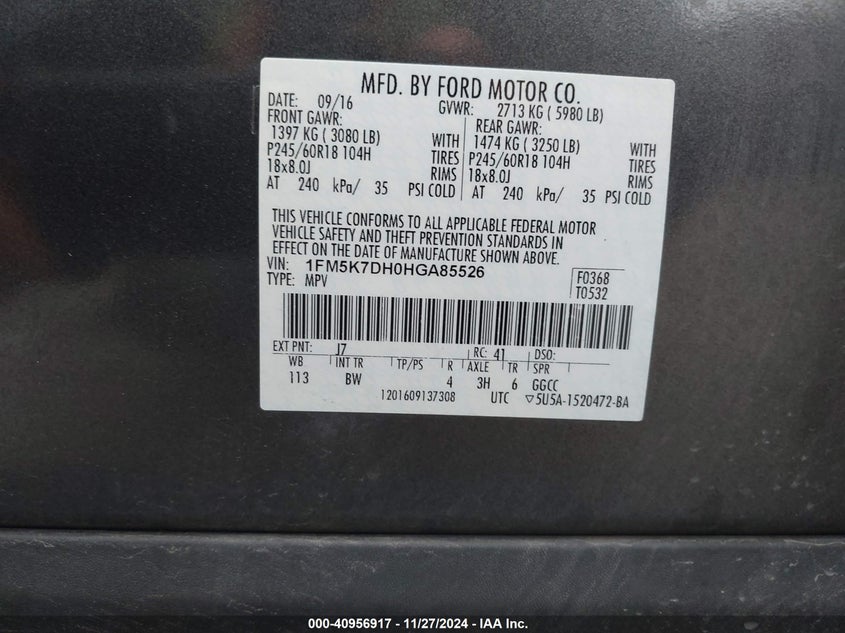 MFD. BY FORD MOTOR CO.
DATE: 09/16 GVWR: 2713 KG ( 5980 LB)
FRONT GAWR: REAR GAWR:
1397 KG ( 3080 LB) WITH 1474 KG ( 3250 LB) WITH
P245/60R18 104H TIRES P245/60R18 104H TIRES
18x8.0J RIMS 18x8.0J RIMS
AT 240 kPa/ 35 PSI COLD AT 240 kPa/ 35 PSI COLD
THIS VEHICLE CONFORMS TO ALL APPLICABLE FEDERAL MOTOR
VEHICLE SAFETY AND THEFT PREVENTION STANDARDS IN
EFFECT ON THE DATE OF MANUFACTURE SHOWN ABOVE.
VIN: 1FM5K7DH0HGA85526 F0368
TYPE: MPV T0532
EXT PNT: J7 RC: 41 DSO:
WB INT TR TP/PS R AXLE TR SPR
113 BW 4 3H 6 GGCC
1201609137308 UTC ▽5U5A-1520472-BA
000-40956917 - 11/27/2024 - IAA Inc.